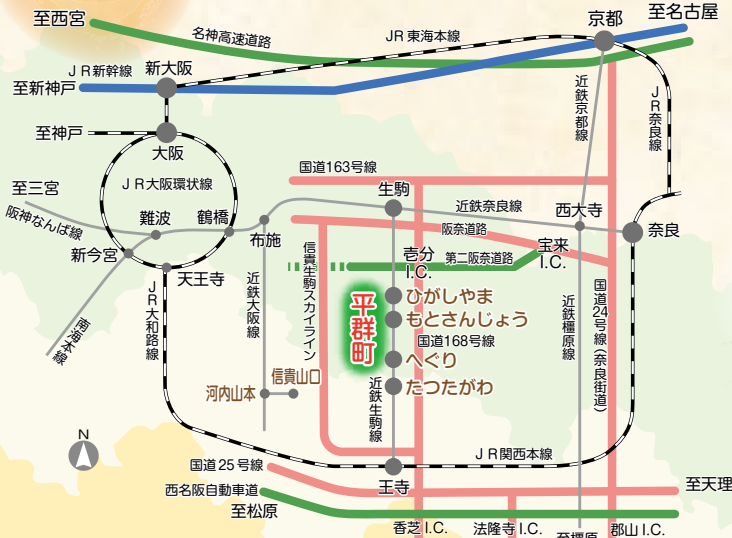 至西宮
名神高速道路
JR東海本線
京都
至名古屋
JR新幹線
新大阪
至新神戸
近鉄京都線
JR奈良線
至神戸
大阪
国道163号線
JR大阪環状線
生駒
至三宮
阪神なんば線
難波
鶴橋
近鉄奈良線
西大寺
布施
阪奈道路
奈良
新今宮
信貴生駒スカイライン
壱分
I.C.
第二阪奈道路
宝来
I.C.
天王寺
JR大和路線
近鉄大阪線
平群町
ひがしやま
もとさんじょう
国道168号線
へぐり
たつたがわ
近鉄橿原線
国道24号線(奈良街道)
南海本線
河内山本
信貴山口
近鉄生駒線
N
JR関西本線
国道25号線
王寺
西名阪自動車道
至天理
至松原
香芝I.C.
法隆寺I.C.
至橿原
郡山I.C.